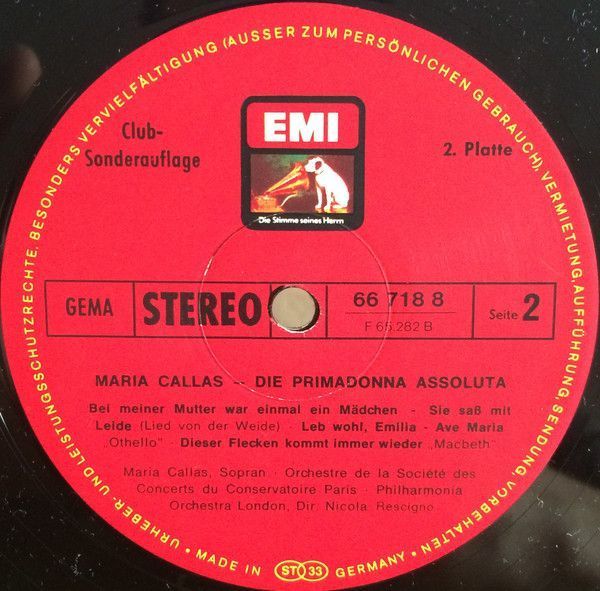 URHEBER- UND LEISTUNGSSCHUTZRECHTE, BESONDERS VERVIELFÄLTIGUNG (AUSSER ZUM PERSÖNLICHEN GEBRAUCH), VERMIETUNG, AUFFÜHRUNG, SENDUNG, VORBEHALTEN
Club-
Sonderauflage
EMI
2. Platte
Die Stimme seines Herrn
GEMA
STEREO
66 718 8
F 65.282 B
Seite 2
MARIA CALLAS – DIE PRIMADONNA ASSOLUTA
Bei meiner Mutter war einmal ein Mädchen - Sie saß mit
Leide (Lied von der Weide) · Leb wohl, Emilia - Ave Maria
„Othello" · Dieser Flecken kommt immer wieder „Macbeth"
Maria Callas, Sopran · Orchestre de la Société des
Concerts du Conservatoire Paris · Philharmonia
Orchestra London, Dir. Nicola Rescigno
· MADE IN ST 33 GERMANY ·